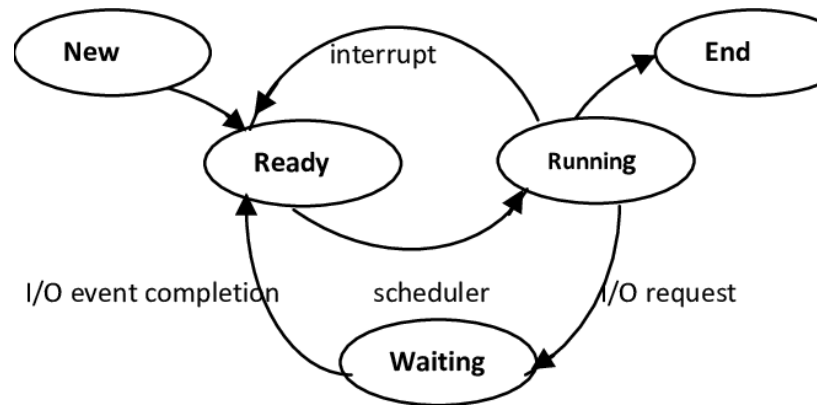 New
interrupt
End
Ready
Running
I/O event completion
scheduler
I/O request
Waiting